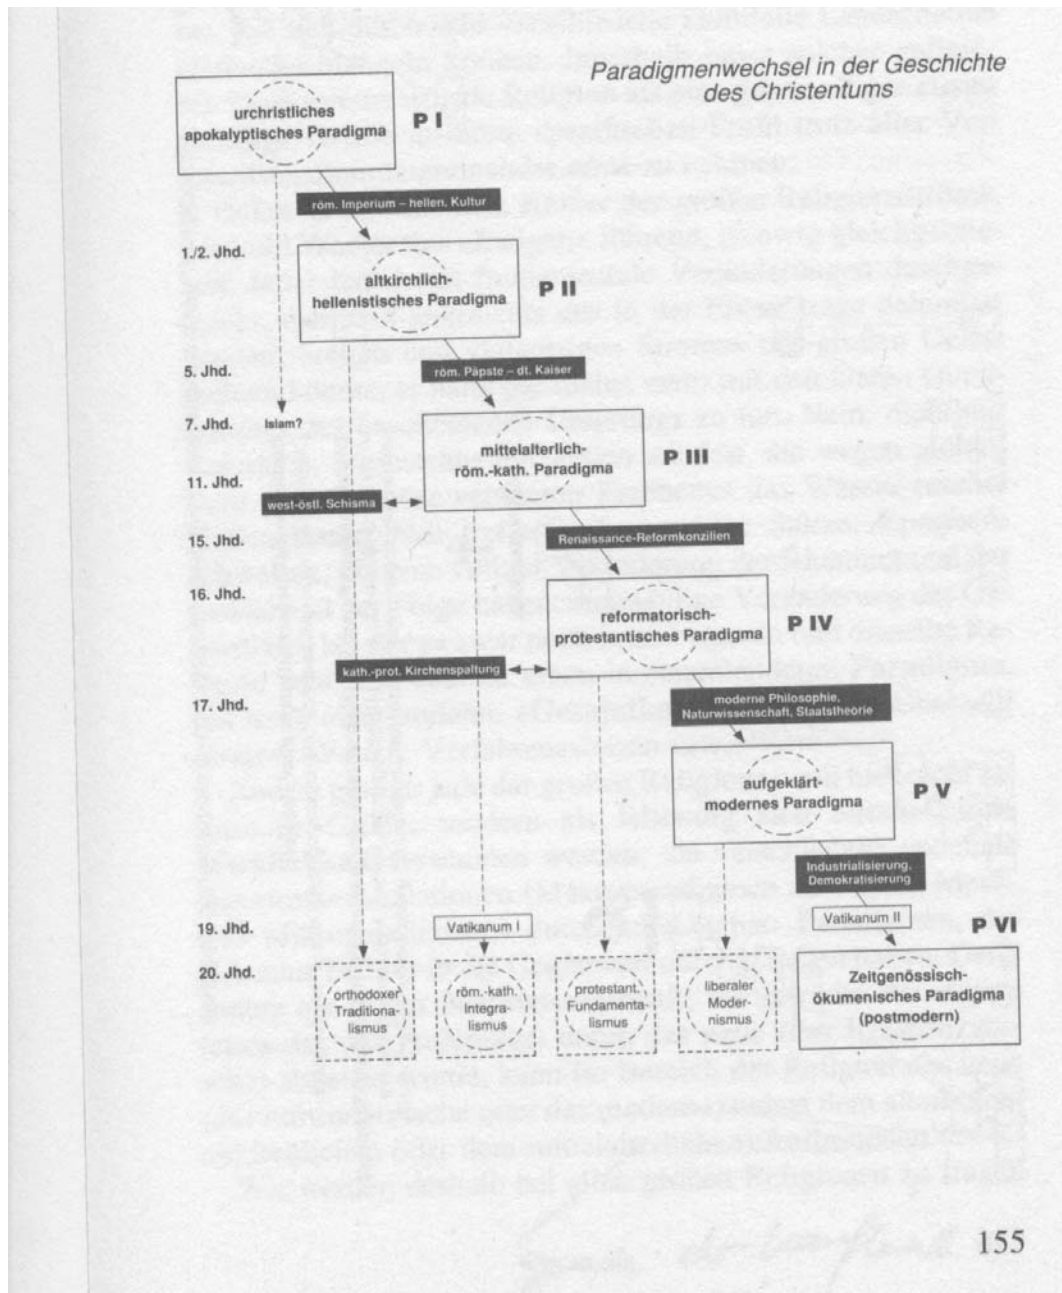 Paradigmenwechsel in der Geschichte
des Christentums
urchristliches
apokalyptisches Paradigma
P I
röm. Imperium – hellen. Kultur
1./2. Jhd.
altkirchlich-
hellenistisches Paradigma
P II
5. Jhd.
röm. Päpste – dt. Kaiser
7. Jhd.
Islam?
mittelalterlich-
röm.-kath. Paradigma
P III
11. Jhd.
west-östl. Schisma
15. Jhd.
Renaissance-Reformkonzilien
16. Jhd.
reformatorisch-
protestantisches Paradigma
P IV
kath.-prot. Kirchenspaltung
17. Jhd.
moderne Philosophie,
Naturwissenschaft, Staatstheorie
aufgeklärt-
modernes Paradigma
P V
Industrialisierung,
Demokratisierung
19. Jhd.
Vatikanum I
Vatikanum II
P VI
20. Jhd.
orthodoxer
Traditiona-
lismus
röm.-kath.
Integra-
lismus
protestant.
Fundamenta
lismus
liberaler
Moder-
nismus
Zeitgenössisch-
ökumenisches Paradigma
(postmodern)
155